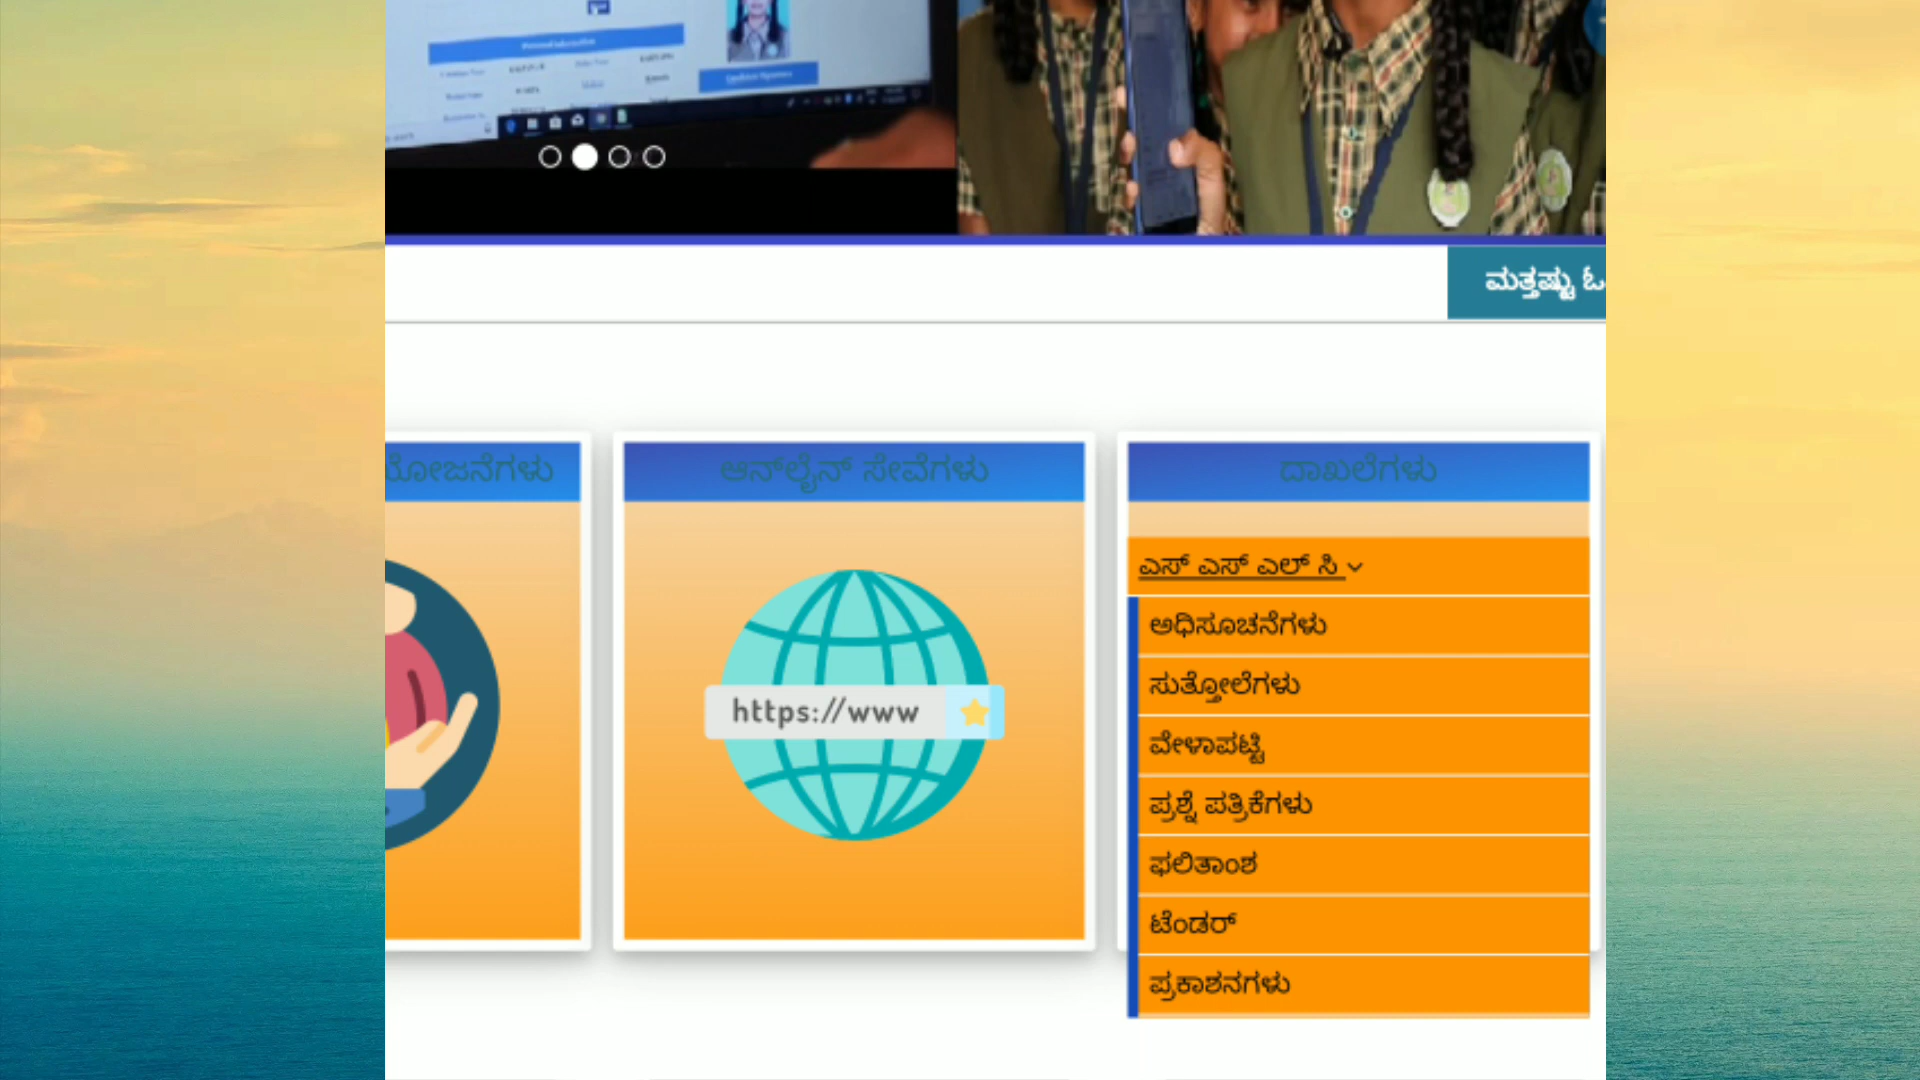 ಮತ್ತಷ್ಟು ಓ
ಯೋಜನೆಗಳು
ಆನ್‌ಲೈನ್ ಸೇವೆಗಳು
https://www
ದಾಖಲೆಗಳು
ಎಸ್ ಎಸ್ ಎಲ್ ಸಿ
ಅಧಿಸೂಚನೆಗಳು
ಸುತ್ತೋಲೆಗಳು
ವೇಳಾಪಟ್ಟಿ
ಪ್ರಶ್ನೆ ಪತ್ರಿಕೆಗಳು
ಫಲಿತಾಂಶ
ಟೆಂಡರ್
ಪ್ರಕಾಶನಗಳು